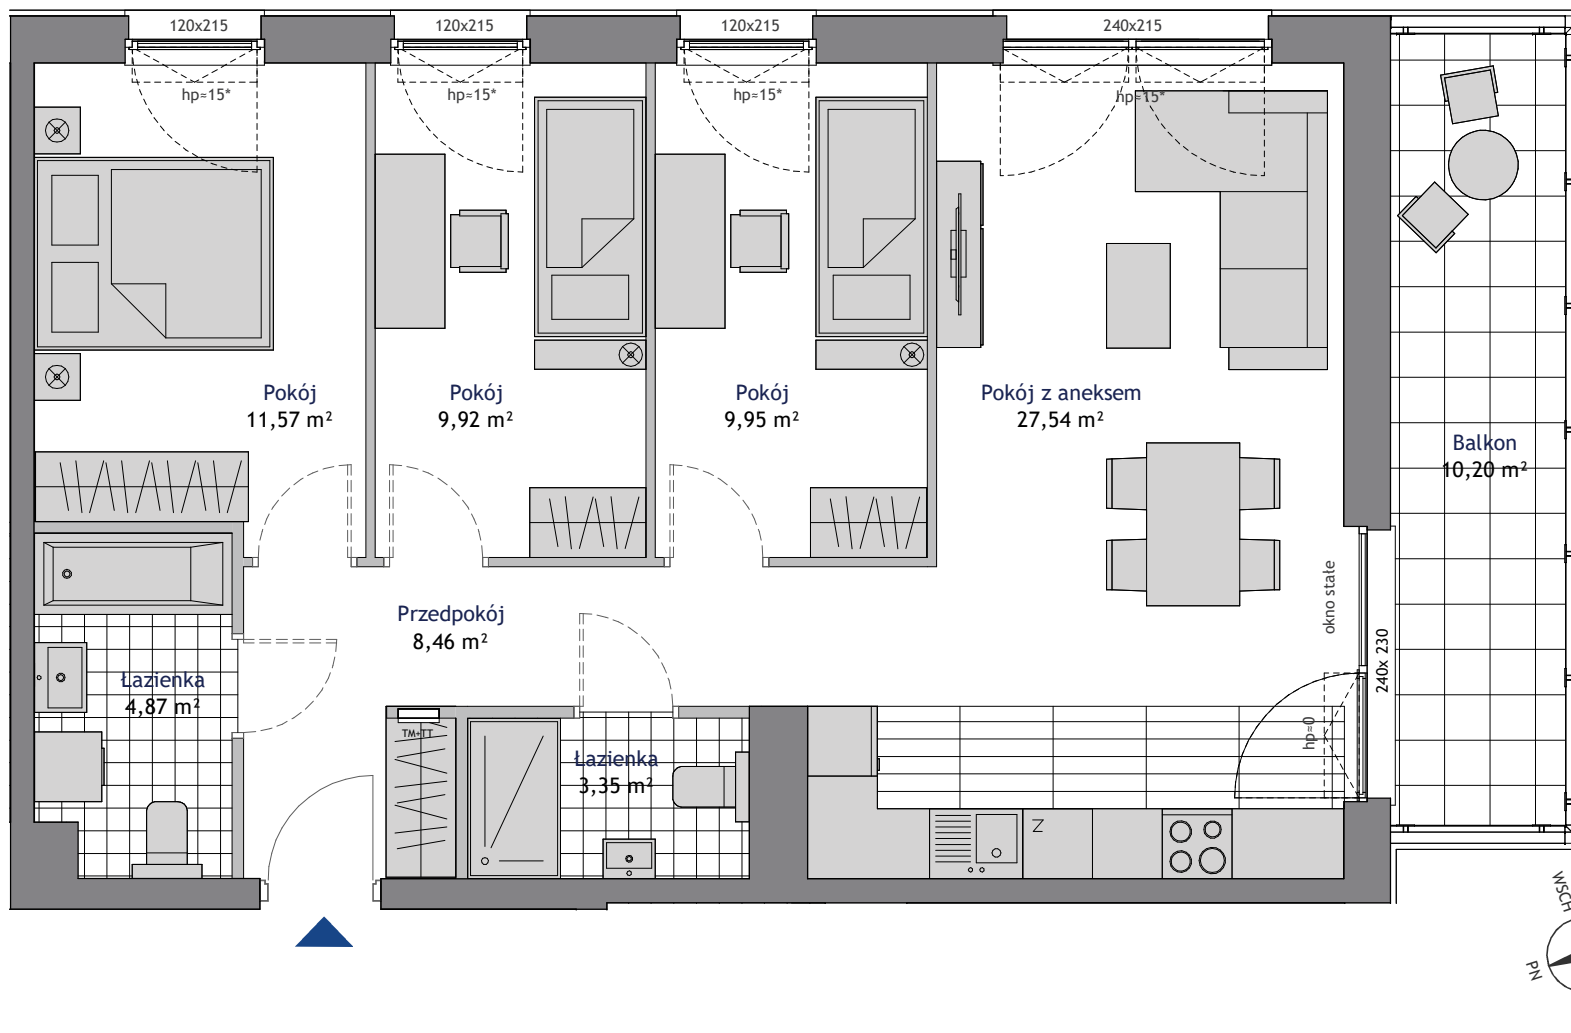 120x215
120x215
120x215
240x215
hp≈15*
hp≈15*
hp≈15*
hp≈15*
Pokój
11,57 m²
Pokój
9,92 m²
Pokój
9,95 m²
Pokój z aneksem
27,54 m²
Balkon
10,20 m²
okno stałe
240x 230
hp≈0
Przedpokój
8,46 m²
Łazienka
4,87 m²
TM+TT
Łazienka
3,35 m²
Z
WSCH
PN